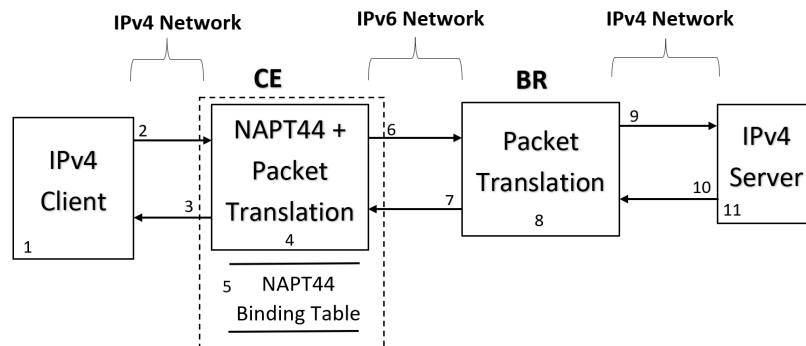 IPv4 Network
IPv6 Network
IPv4 Network
CE
BR
IPv4
Client
1
2
3
NAPT44 +
Packet
Translation
4
5
NAPT44
Binding Table
6
7
Packet
Translation
8
9
10
IPv4
Server
11